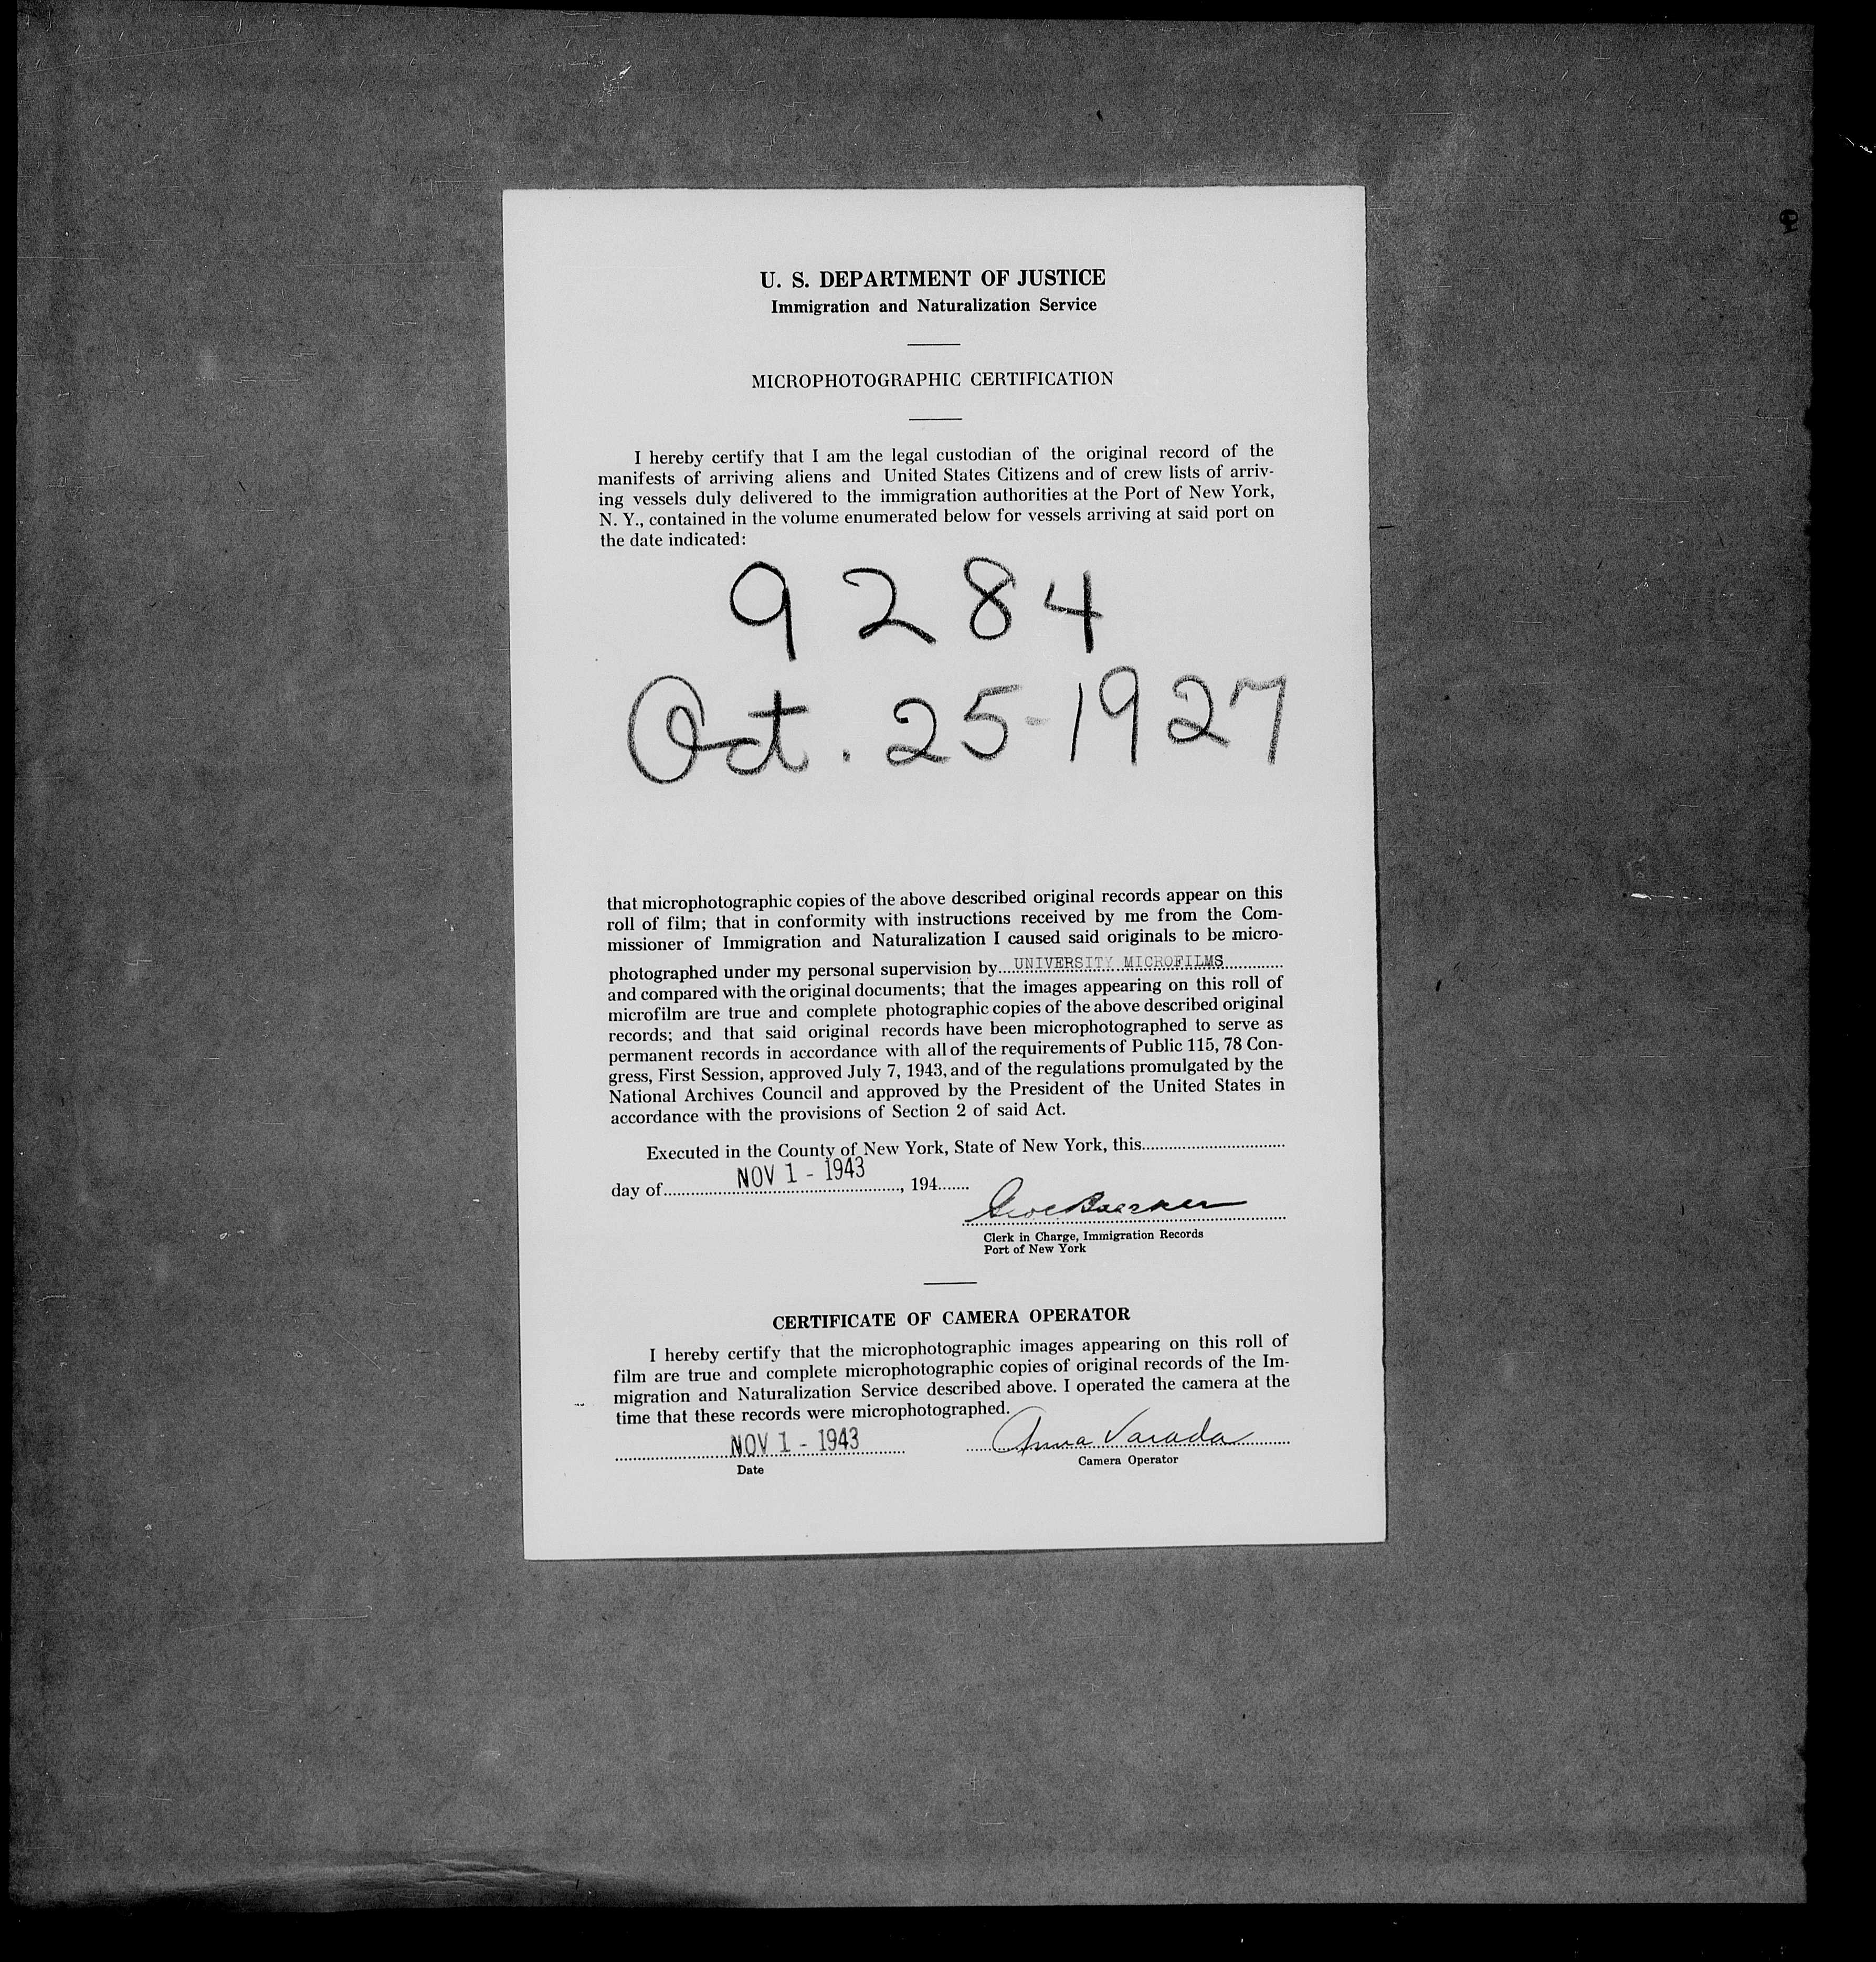 U. S. DEPARTMENT OF JUSTICE
Immigration and Naturalization Service
MICROPHOTOGRAPHIC CERTIFICATION
I hereby certify that I am the legal custodian of the original record of the
manifests of arriving aliens and United States Citizens and of crew lists of arriv-
ing vessels duly delivered to the immigration authorities at the Port of New York,
N. Y., contained in the volume enumerated below for vessels arriving at said port on
the date indicated:
9284
Oct. 25-1927
that microphotographic copies of the above described original records appear on this
roll of film; that in conformity with instructions received by me from the Com-
missioner of Immigration and Naturalization I caused said originals to be micro-
photographed under my personal supervision by UNIVERSITY MICROFILMS
and compared with the original documents; that the images appearing on this roll of
microfilm are true and complete photographic copies of the above described original
records; and that said original records have been microphotographed to serve as
permanent records in accordance with all of the requirements of Public 115, 78 Con-
gress, First Session, approved July 7, 1943, and of the regulations promulgated by the
National Archives Council and approved by the President of the United States in
accordance with the provisions of Section 2 of said Act.
Executed in the County of New York, State of New York, this
day of NOV 1 - 1943, 194
Clerk in Charge, Immigration Records
Port of New York
CERTIFICATE OF CAMERA OPERATOR
I hereby certify that the microphotographic images appearing on this roll of
film are true and complete microphotographic copies of original records of the Im-
migration and Naturalization Service described above. I operated the camera at the
time that these records were microphotographed.
NOV 1 - 1943 Anna Varada
Date Camera Operator